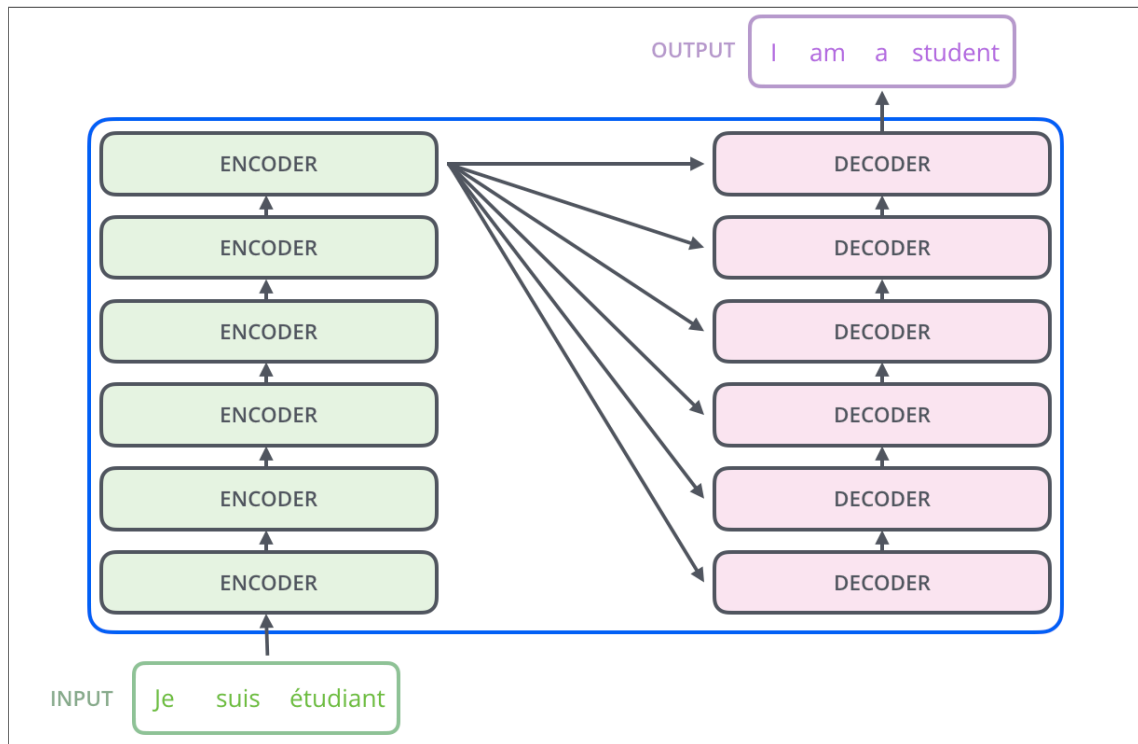 OUTPUT
I am a student
ENCODER
DECODER
ENCODER
DECODER
ENCODER
DECODER
ENCODER
DECODER
ENCODER
DECODER
ENCODER
DECODER
INPUT
Je suis étudiant